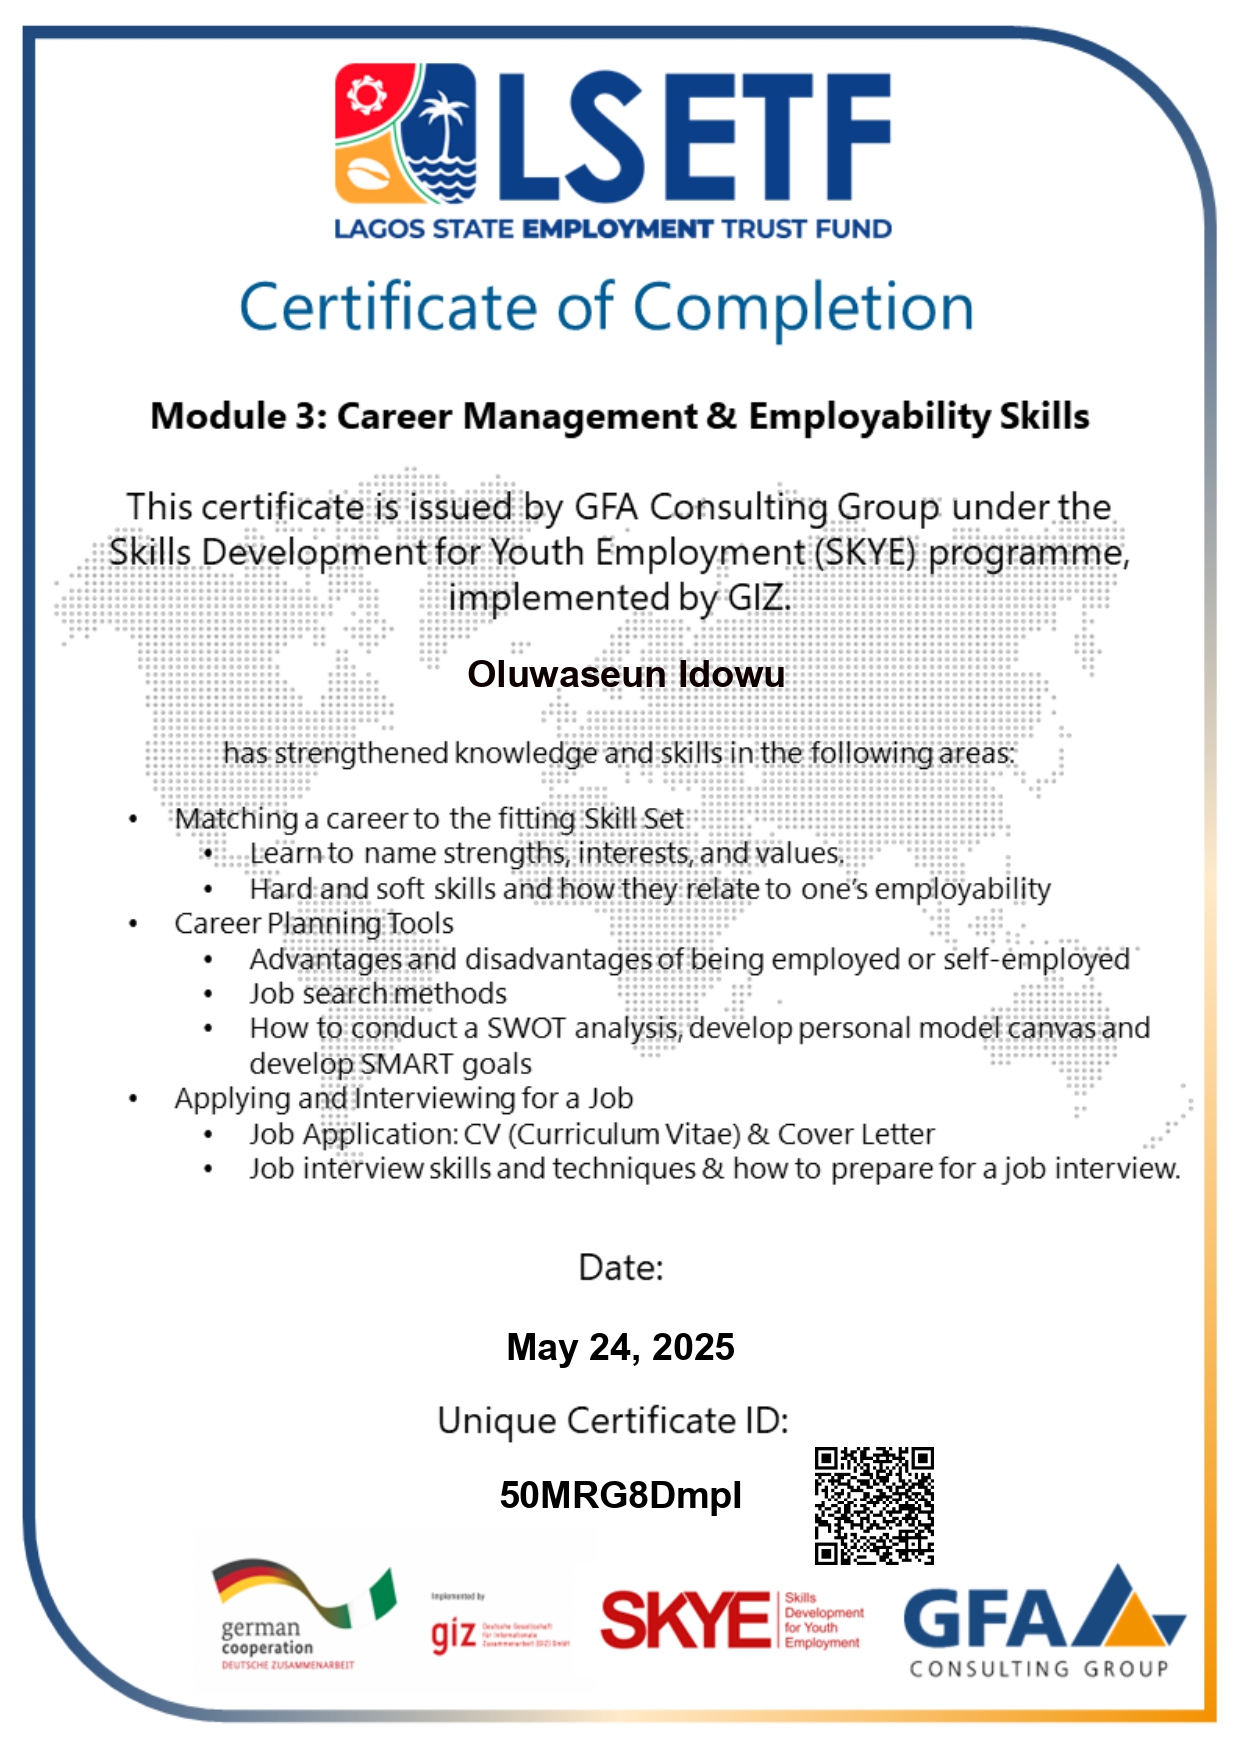 LSETF
LAGOS STATE EMPLOYMENT TRUST FUND
Certificate of Completion
Module 3: Career Management & Employability Skills
This certificate is issued by GFA Consulting Group under the
Skills Development for Youth Employment (SKYE) programme,
implemented by GIZ.
Oluwaseun Idowu
has strengthened knowledge and skills in the following areas:
• Matching a career to the fitting Skill Set
• Learn to name strengths, interests, and values.
• Hard and soft skills and how they relate to one's employability
• Career Planning Tools
• Advantages and disadvantages of being employed or self-employed
• Job search methods
• How to conduct a SWOT analysis, develop personal model canvas and
develop SMART goals
• Applying and Interviewing for a Job
• Job Application: CV (Curriculum Vitae) & Cover Letter
• Job interview skills and techniques & how to prepare for a job interview.
Date:
May 24, 2025
Unique Certificate ID:
50MRG8DmpI
german
cooperation
DEUTSCHE ZUSAMMENARBEIT
Implemented by
giz
Deutsche Gesellschaft
für Internationale
Zusammenarbeit (GIZ) GmbH
SKYE
Skills
Development
for Youth
Employment
GFA
CONSULTING GROUP